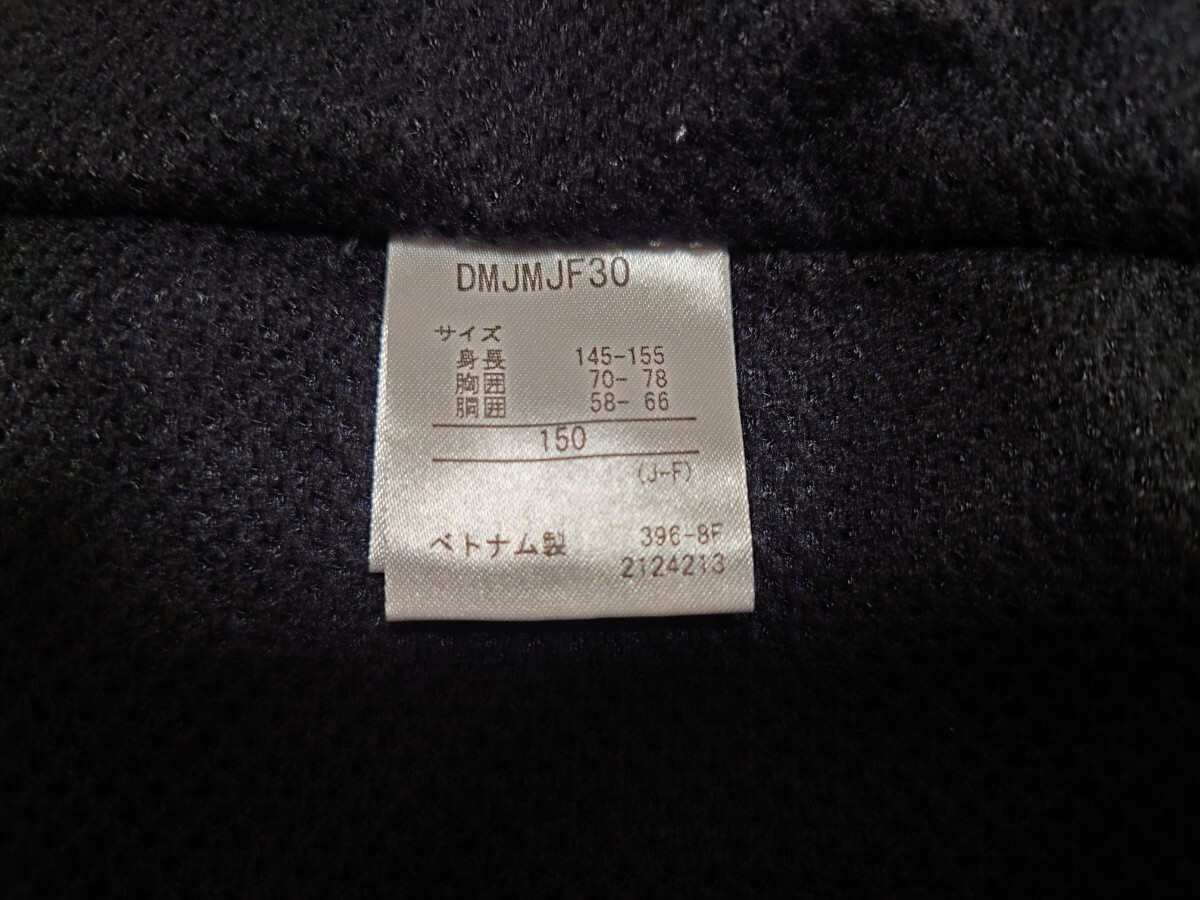 DMJMJF30
サイズ
身長 145-155
胸囲 70- 78
胴囲 58- 66
150
(J-F)
ベトナム製 396-8F
2124213